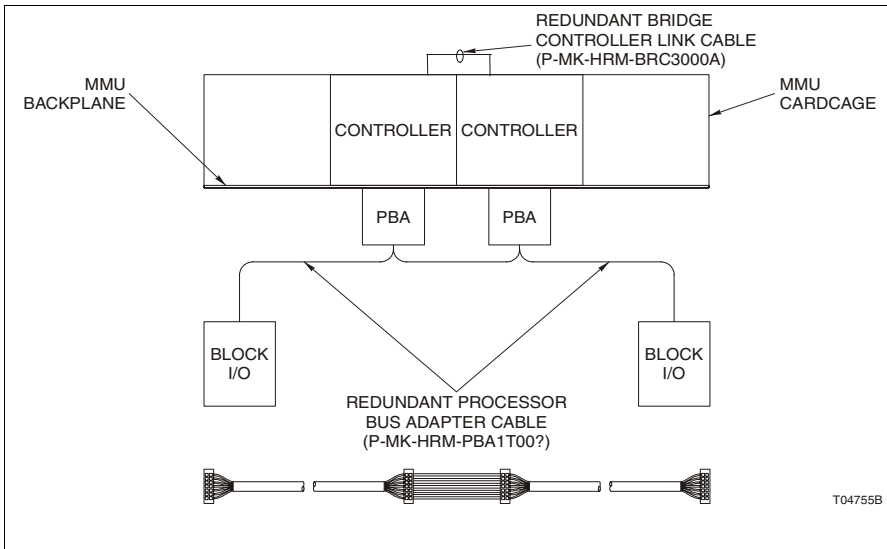 REDUNDANT BRIDGE
CONTROLLER LINK CABLE
(P-MK-HRM-BRC3000A)
MMU
BACKPLANE
MMU
CARDCAGE
CONTROLLER
CONTROLLER
PBA
PBA
BLOCK
I/O
BLOCK
I/O
REDUNDANT PROCESSOR
BUS ADAPTER CABLE
(P-MK-HRM-PBA1T00?)
T04755B